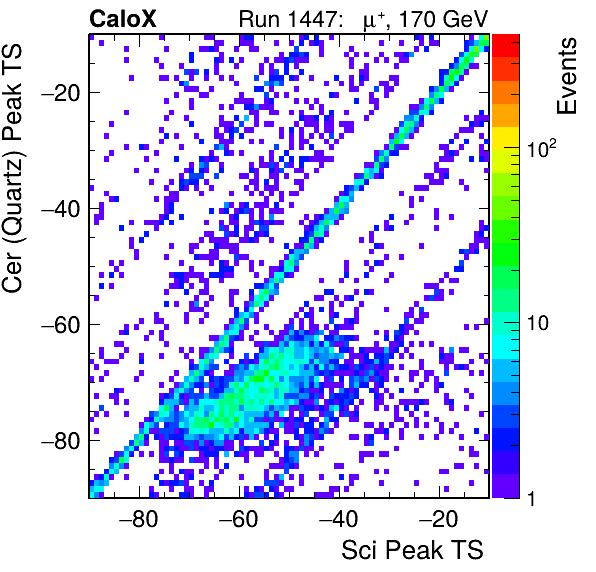 CaloX Run 1447: μ⁺, 170 GeV
Cer (Quartz) Peak TS
Events
−20
−40
−60
−80
10²
10
1
−80 −60 −40 −20
Sci Peak TS